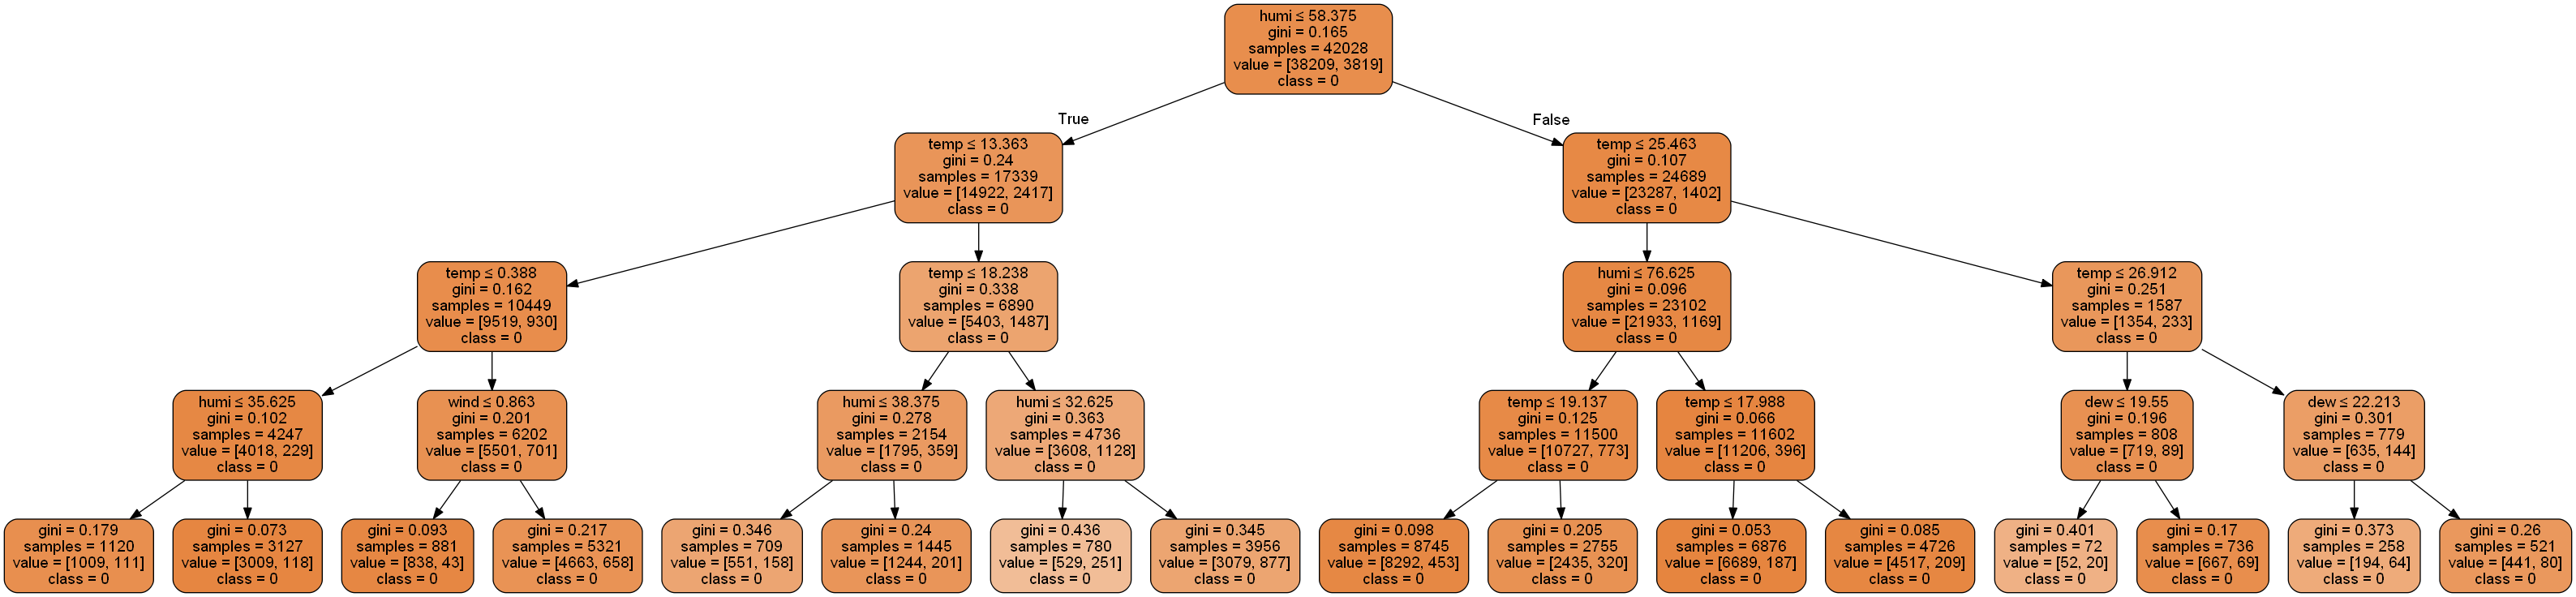 humi ≤ 58.375
gini = 0.165
samples = 42028
value = [38209, 3819]
class = 0
True
False
temp ≤ 13.363
gini = 0.24
samples = 17339
value = [14922, 2417]
class = 0
temp ≤ 25.463
gini = 0.107
samples = 24689
value = [23287, 1402]
class = 0
temp ≤ 0.388
gini = 0.162
samples = 10449
value = [9519, 930]
class = 0
temp ≤ 18.238
gini = 0.338
samples = 6890
value = [5403, 1487]
class = 0
humi ≤ 76.625
gini = 0.096
samples = 23102
value = [21933, 1169]
class = 0
temp ≤ 26.912
gini = 0.251
samples = 1587
value = [1354, 233]
class = 0
humi ≤ 35.625
gini = 0.102
samples = 4247
value = [4018, 229]
class = 0
wind ≤ 0.863
gini = 0.201
samples = 6202
value = [5501, 701]
class = 0
humi ≤ 38.375
gini = 0.278
samples = 2154
value = [1795, 359]
class = 0
humi ≤ 32.625
gini = 0.363
samples = 4736
value = [3608, 1128]
class = 0
temp ≤ 19.137
gini = 0.125
samples = 11500
value = [10727, 773]
class = 0
temp ≤ 17.988
gini = 0.066
samples = 11602
value = [11206, 396]
class = 0
dew ≤ 19.55
gini = 0.196
samples = 808
value = [719, 89]
class = 0
dew ≤ 22.213
gini = 0.301
samples = 779
value = [635, 144]
class = 0
gini = 0.179
samples = 1120
value = [1009, 111]
class = 0
gini = 0.073
samples = 3127
value = [3009, 118]
class = 0
gini = 0.093
samples = 881
value = [838, 43]
class = 0
gini = 0.217
samples = 5321
value = [4663, 658]
class = 0
gini = 0.346
samples = 709
value = [551, 158]
class = 0
gini = 0.24
samples = 1445
value = [1244, 201]
class = 0
gini = 0.436
samples = 780
value = [529, 251]
class = 0
gini = 0.345
samples = 3956
value = [3079, 877]
class = 0
gini = 0.098
samples = 8745
value = [8292, 453]
class = 0
gini = 0.205
samples = 2755
value = [2435, 320]
class = 0
gini = 0.053
samples = 6876
value = [6689, 187]
class = 0
gini = 0.085
samples = 4726
value = [4517, 209]
class = 0
gini = 0.401
samples = 72
value = [52, 20]
class = 0
gini = 0.17
samples = 736
value = [667, 69]
class = 0
gini = 0.373
samples = 258
value = [194, 64]
class = 0
gini = 0.26
samples = 521
value = [441, 80]
class = 0